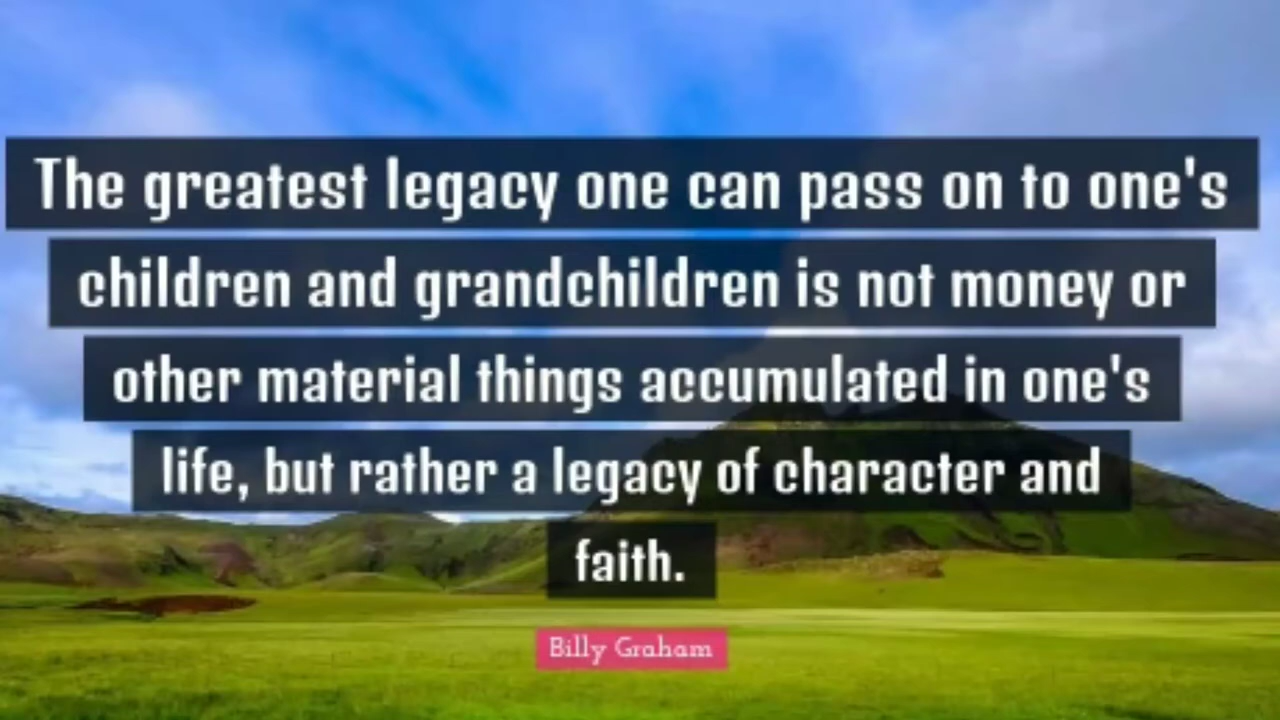 The greatest legacy one can pass on to one's
children and grandchildren is not money or
other material things accumulated in one's
life, but rather a legacy of character and
faith.
Billy Graham